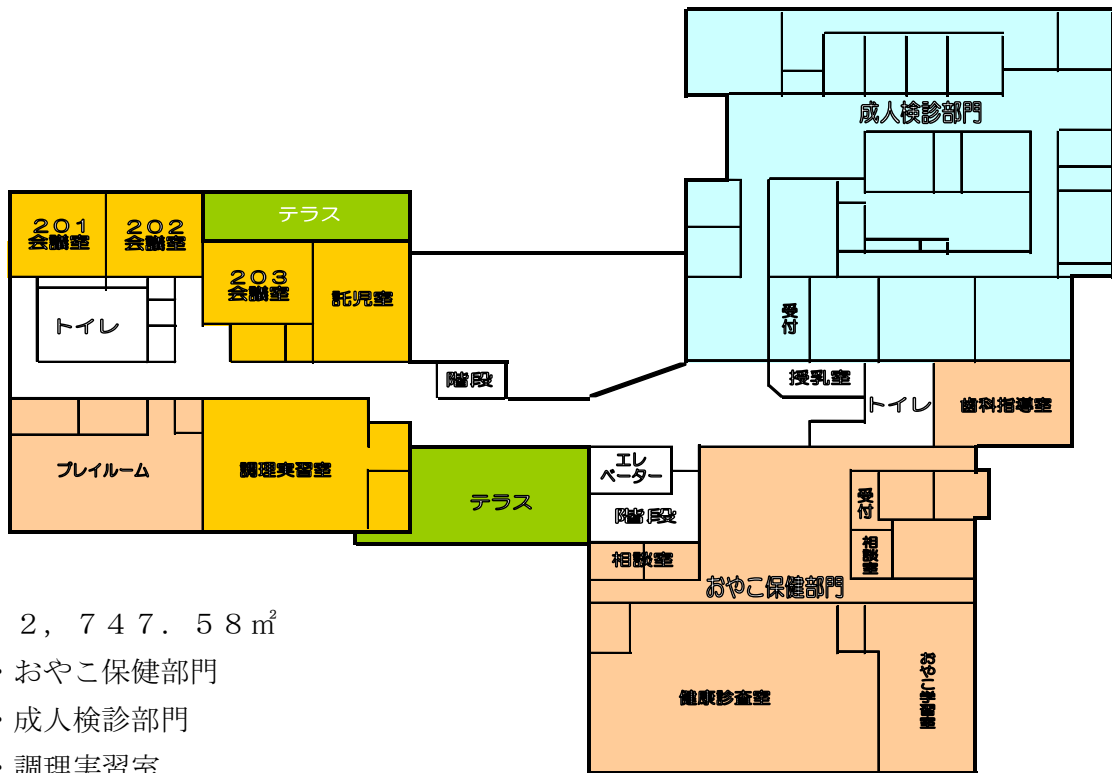 成人検診部門
テラス
201
会議室
202
会議室
203
会議室
託児室
トイレ
受付
階段
授乳室
トイレ
歯科指導室
プレイルーム
調理実習室
テラス
エレ
ベーター
階段
受付
相談室
相談室
おやこ保健部門
健康診査室
おやこ学習室
2,747.58㎡
・おやこ保健部門
・成人検診部門
・調理実習室